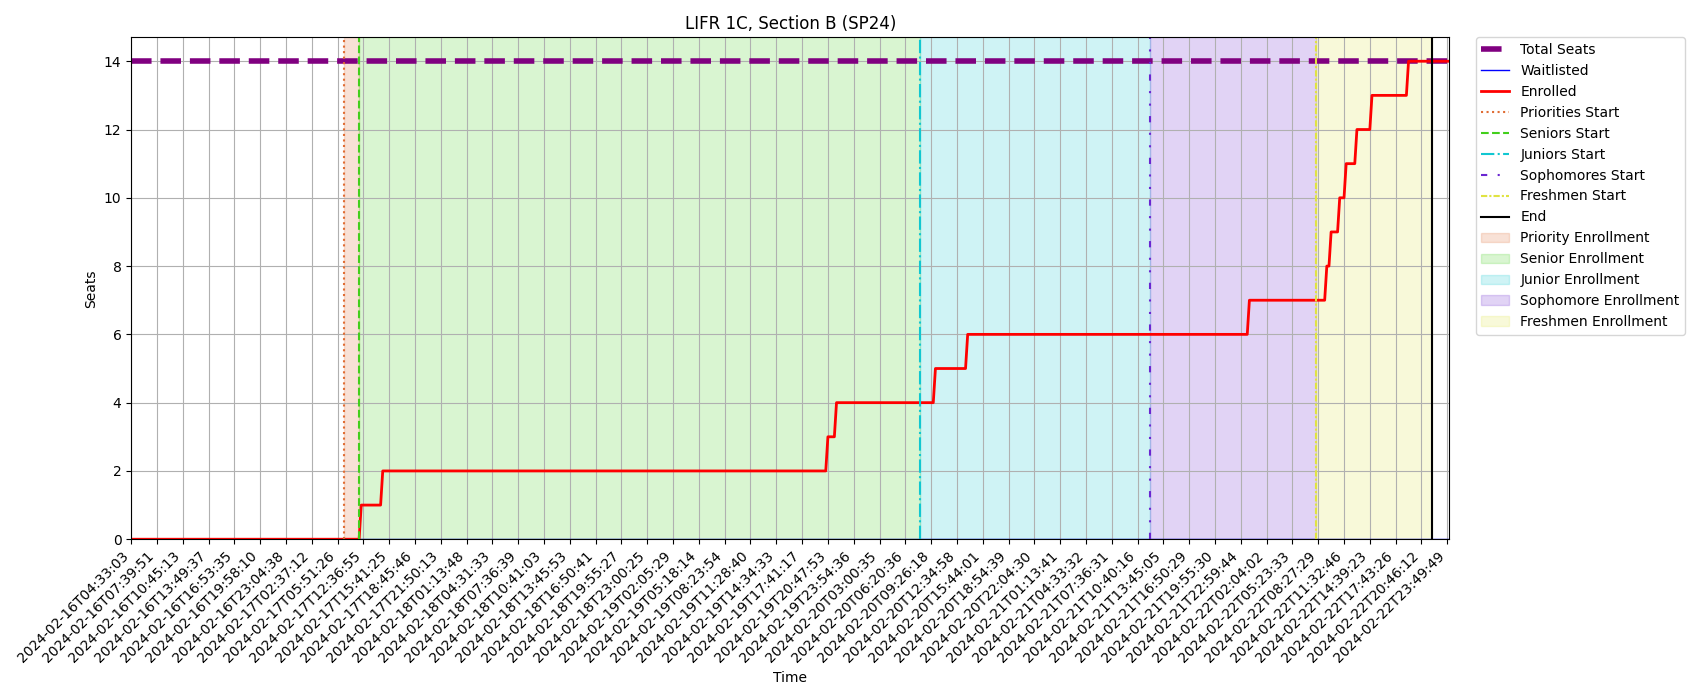 LIFR 1C, Section B (SP24)
14
12
10
8
6
4
2
0
Seats
2024-02-16T04:33:03
2024-02-16T07:39:51
2024-02-16T10:45:13
2024-02-16T13:49:37
2024-02-16T16:53:35
2024-02-16T19:58:10
2024-02-16T23:04:38
2024-02-17T02:37:12
2024-02-17T05:51:26
2024-02-17T12:36:55
2024-02-17T15:41:25
2024-02-17T18:45:46
2024-02-17T21:50:13
2024-02-18T01:13:48
2024-02-18T04:31:33
2024-02-18T07:36:39
2024-02-18T10:41:03
2024-02-18T13:45:53
2024-02-18T16:50:41
2024-02-18T19:55:27
2024-02-18T23:00:25
2024-02-19T02:05:29
2024-02-19T05:18:14
2024-02-19T08:23:54
2024-02-19T11:28:40
2024-02-19T14:34:33
2024-02-19T17:41:17
2024-02-19T20:47:53
2024-02-19T23:54:36
2024-02-20T03:00:35
2024-02-20T06:20:36
2024-02-20T09:26:18
2024-02-20T12:34:58
2024-02-20T15:44:01
2024-02-20T18:54:39
2024-02-20T22:04:30
2024-02-21T01:13:41
2024-02-21T04:33:32
2024-02-21T07:36:31
2024-02-21T10:40:16
2024-02-21T13:45:05
2024-02-21T16:50:29
2024-02-21T19:55:30
2024-02-21T22:59:44
2024-02-22T02:04:02
2024-02-22T05:23:33
2024-02-22T08:27:29
2024-02-22T11:32:46
2024-02-22T14:39:23
2024-02-22T17:43:26
2024-02-22T20:46:12
2024-02-22T23:49:49
Time
Total Seats
Waitlisted
Enrolled
Priorities Start
Seniors Start
Juniors Start
Sophomores Start
Freshmen Start
End
Priority Enrollment
Senior Enrollment
Junior Enrollment
Sophomore Enrollment
Freshmen Enrollment